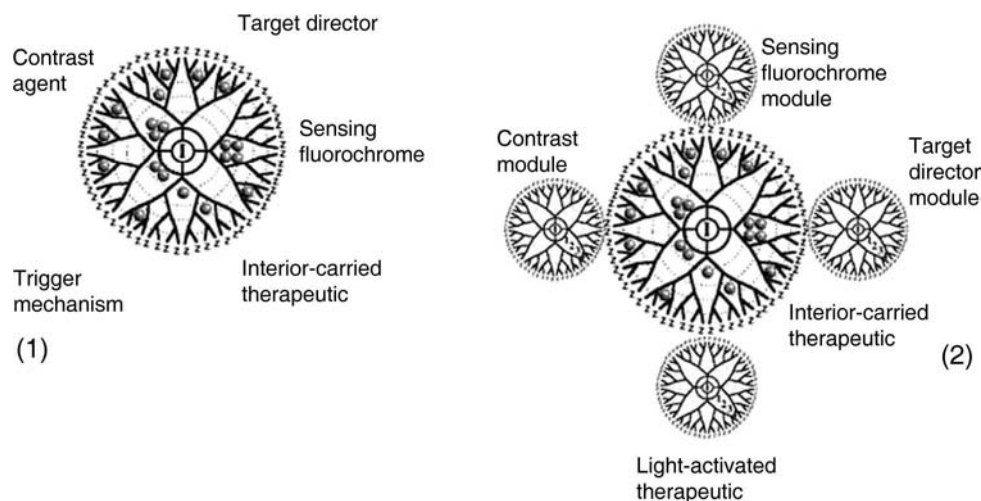 Target director
Contrast
agent
Sensing
fluorochrome
Trigger
mechanism
Interior-carried
therapeutic
(1)
Sensing
fluorochrome
module
Contrast
module
Target
director
module
Interior-carried
therapeutic
(2)
Light-activated
therapeutic